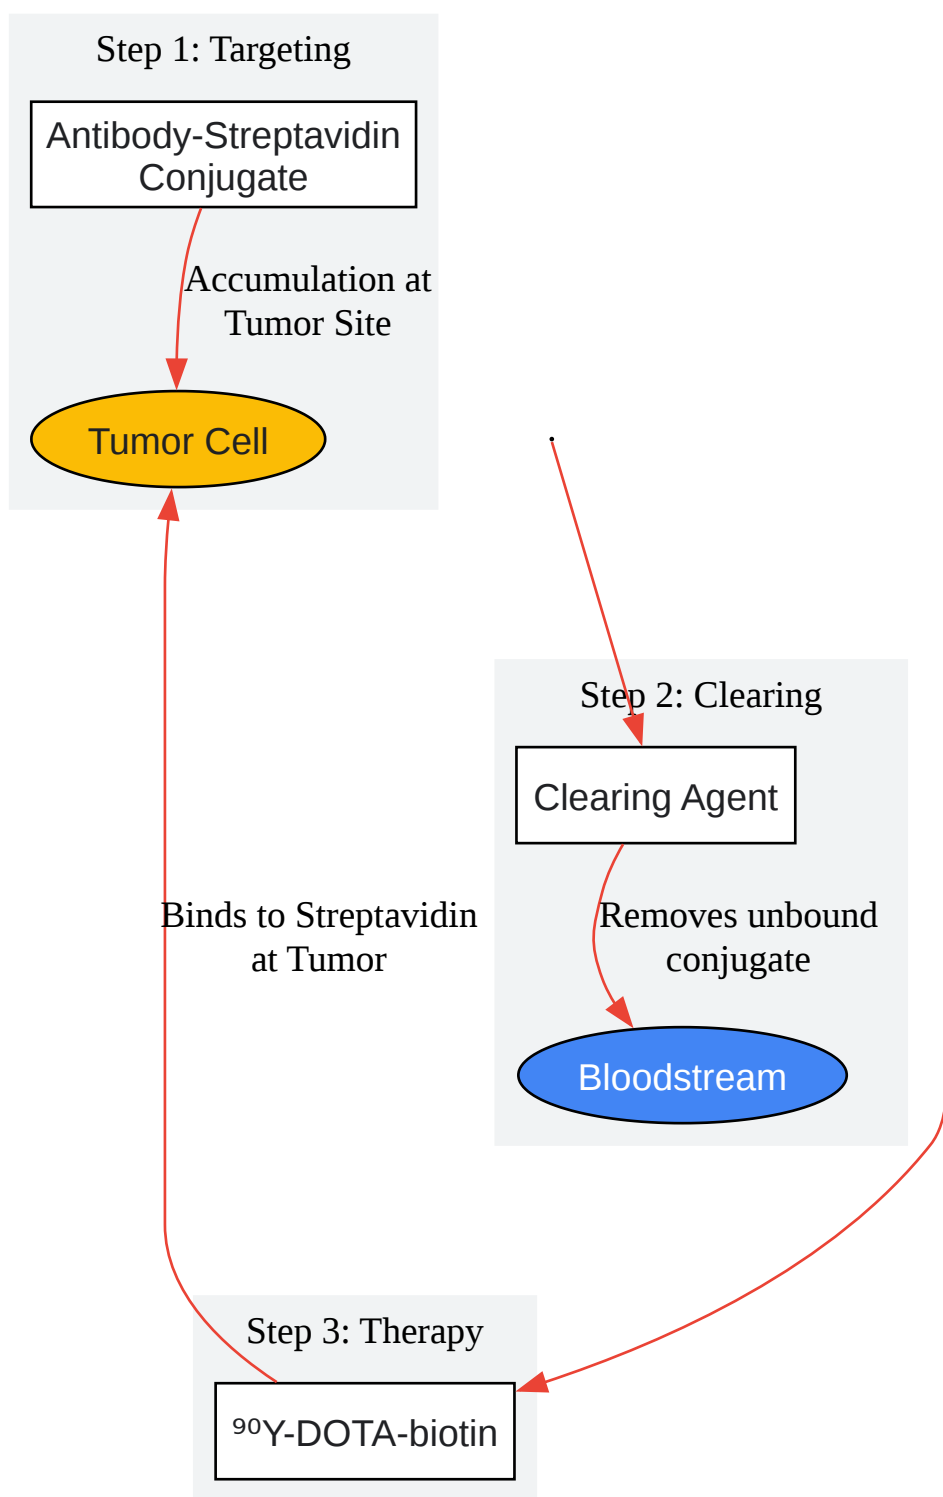 Step 1: Targeting
Antibody-Streptavidin
Conjugate
Accumulation at
Tumor Site
Tumor Cell
Step 2: Clearing
Clearing Agent
Removes unbound
conjugate
Bloodstream
Binds to Streptavidin
at Tumor
Step 3: Therapy
⁹⁰Y-DOTA-biotin